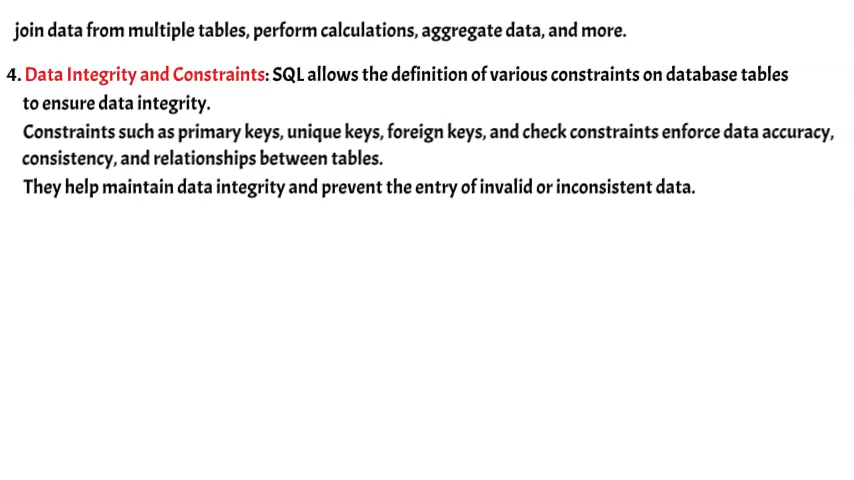 join data from multiple tables, perform calculations, aggregate data, and more.
4. Data Integrity and Constraints: SQL allows the definition of various constraints on database tables
to ensure data integrity.
Constraints such as primary keys, unique keys, foreign keys, and check constraints enforce data accuracy,
consistency, and relationships between tables.
They help maintain data integrity and prevent the entry of invalid or inconsistent data.